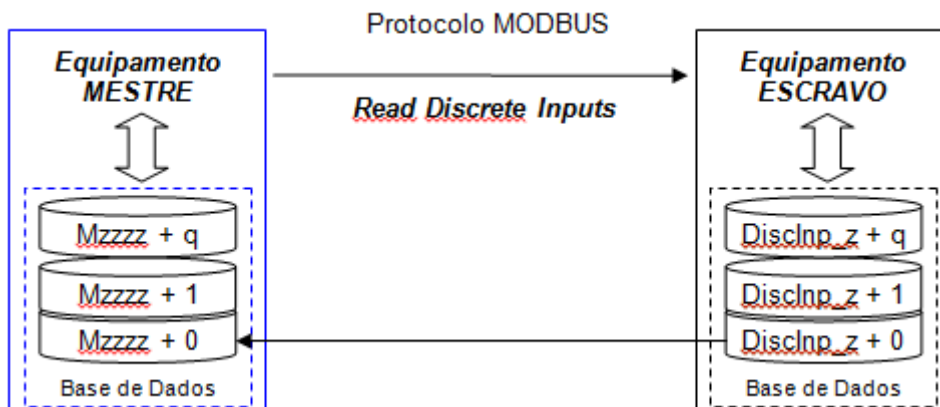 Protocolo MODBUS
Equipamento
MESTRE
Read Discrete Inputs
Equipamento
ESCRAVO
Mzzzz + q
Mzzzz + 1
Mzzzz + 0
Base de Dados
DiscInp_z + q
DiscInp_z + 1
DiscInp_z + 0
Base de Dados